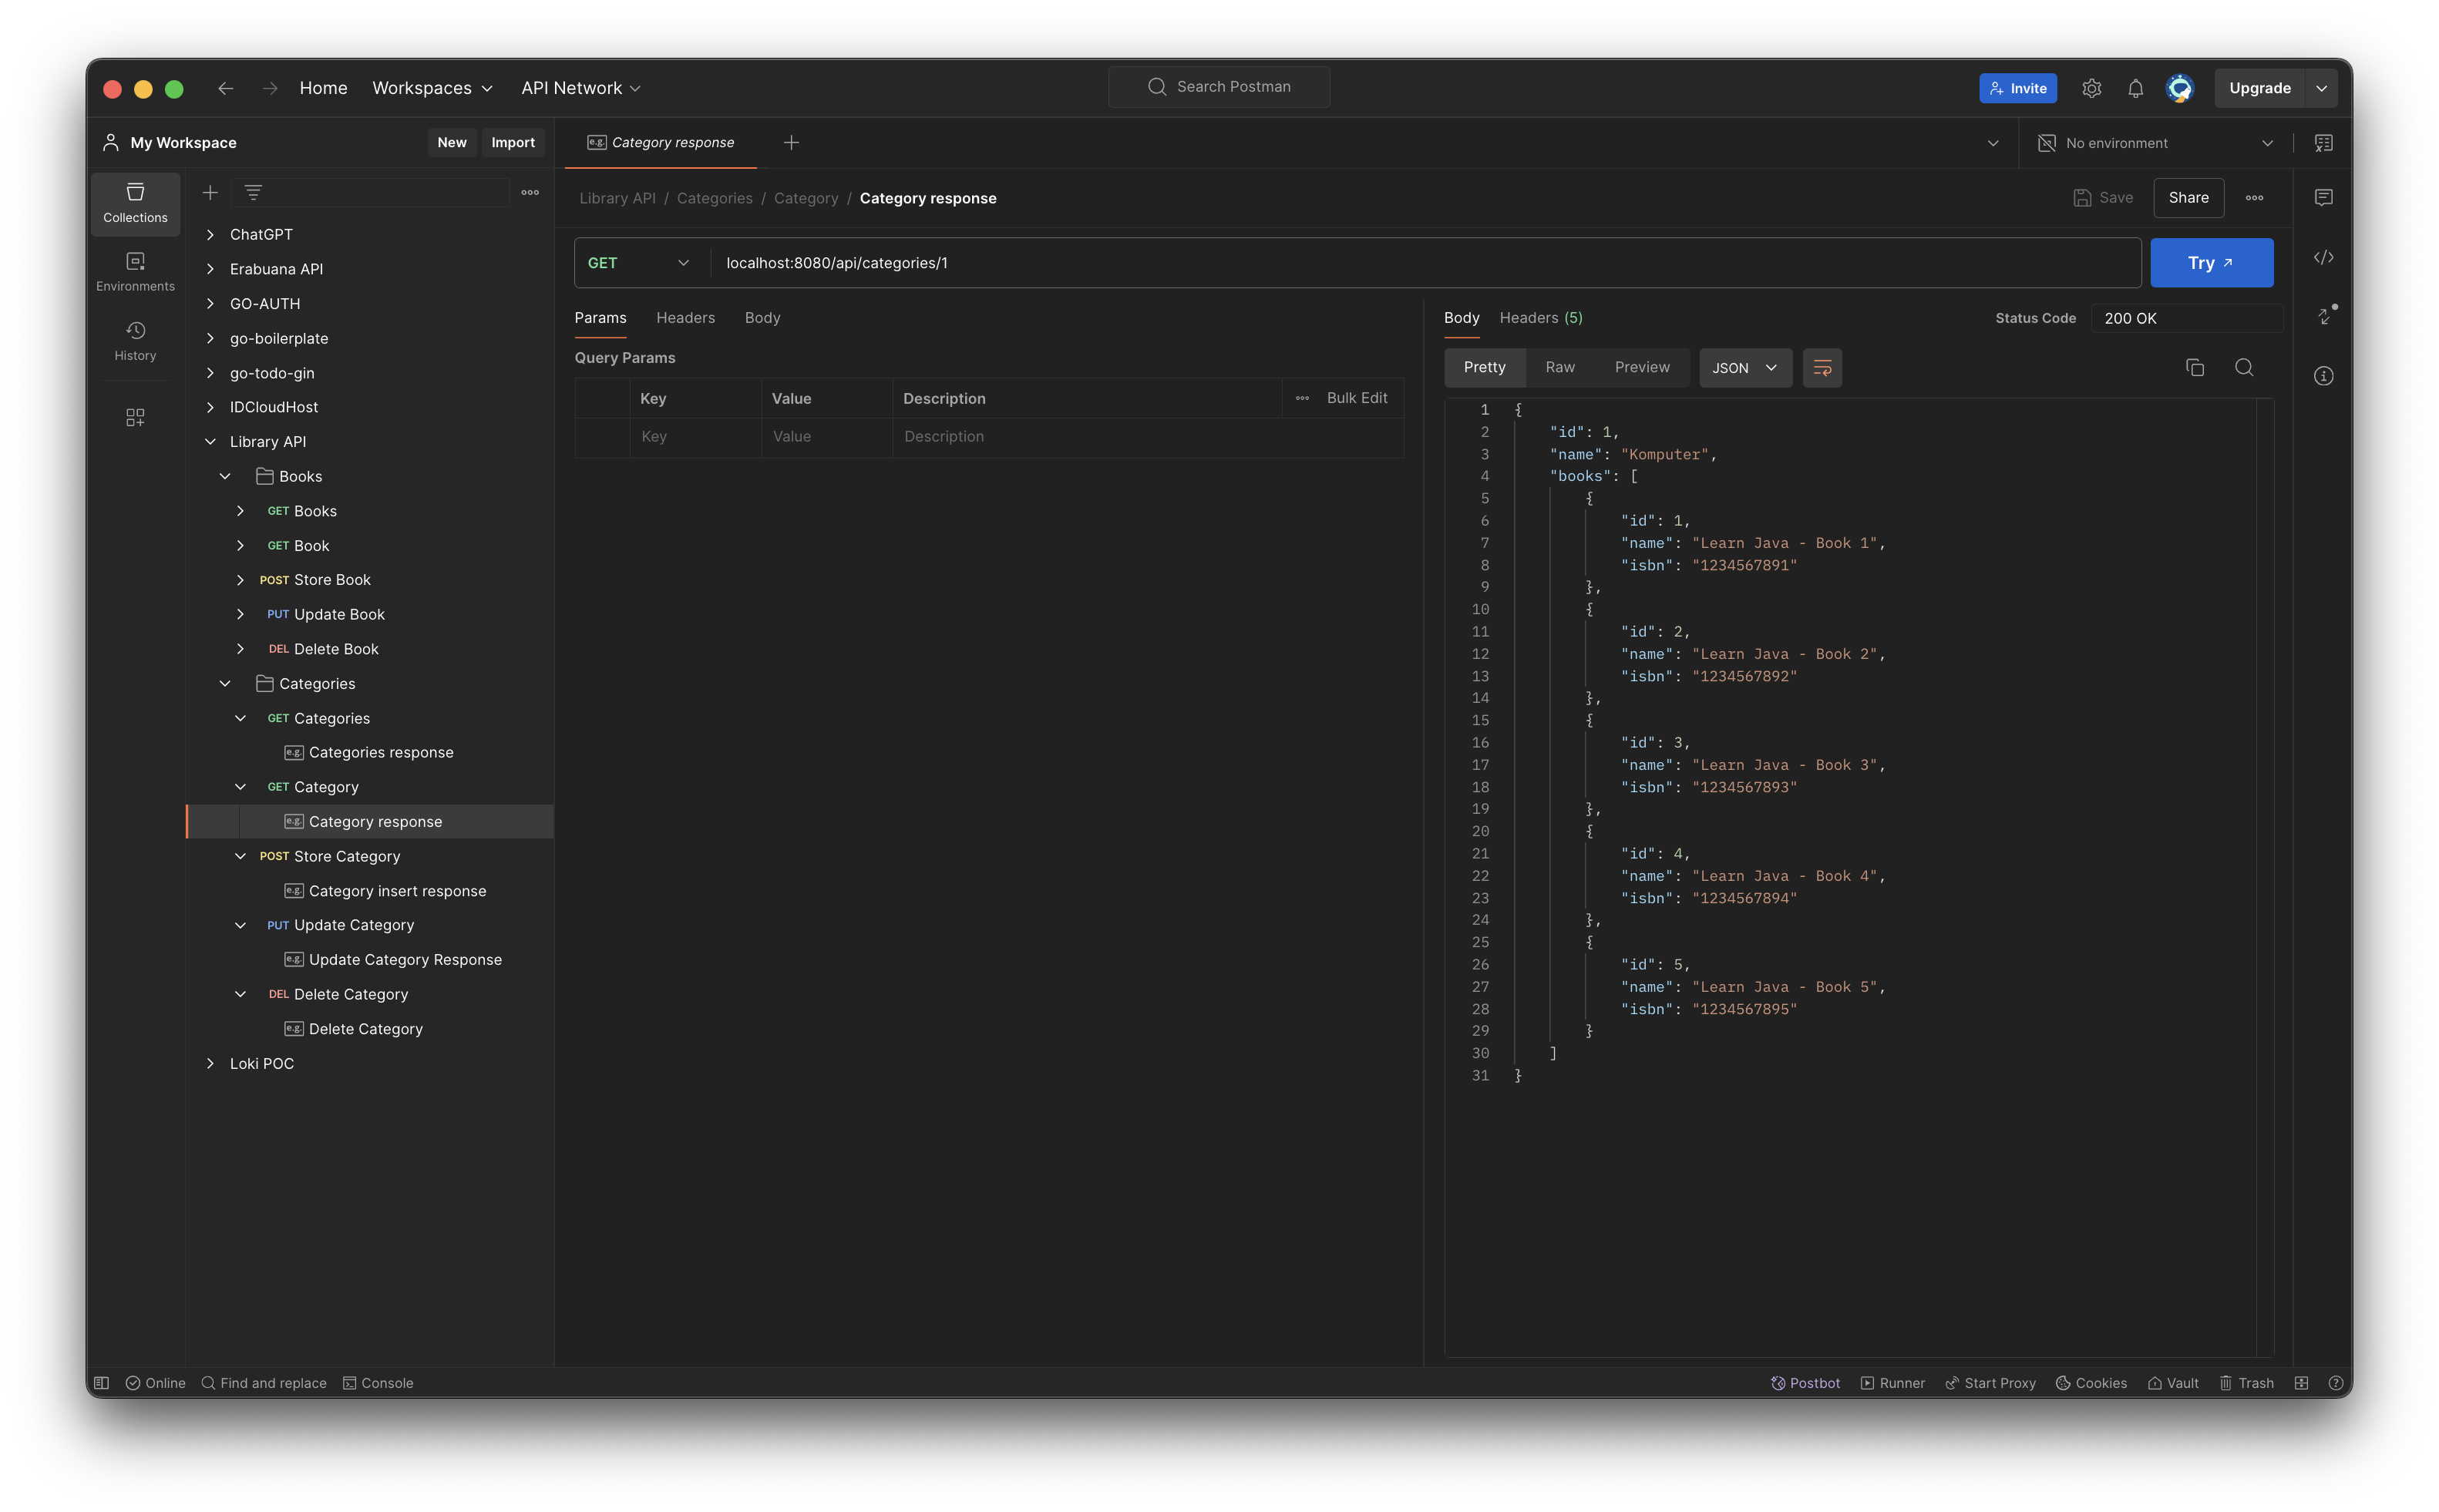 Home Workspaces API Network Search Postman Invite Upgrade
My Workspace New Import
e.g. Category response
No environment
Collections
Environments
History
ChatGPT
Erabuana API
GO-AUTH
go-boilerplate
go-todo-gin
IDCloudHost
Library API
Books
GET Books
GET Book
POST Store Book
PUT Update Book
DEL Delete Book
Categories
GET Categories
e.g. Categories response
GET Category
e.g. Category response
POST Store Category
e.g. Category insert response
PUT Update Category
e.g. Update Category Response
DEL Delete Category
e.g. Delete Category
Loki POC
Library API / Categories / Category / Category response
Save Share
GET localhost:8080/api/categories/1 Try
Params Headers Body
Query Params
Key Value Description Bulk Edit
Key Value Description
Body Headers (5) Status Code 200 OK
Pretty Raw Preview JSON
1 {
2 "id": 1,
3 "name": "Komputer",
4 "books": [
5 {
6 "id": 1,
7 "name": "Learn Java - Book 1",
8 "isbn": "1234567891"
9 },
10 {
11 "id": 2,
12 "name": "Learn Java - Book 2",
13 "isbn": "1234567892"
14 },
15 {
16 "id": 3,
17 "name": "Learn Java - Book 3",
18 "isbn": "1234567893"
19 },
20 {
21 "id": 4,
22 "name": "Learn Java - Book 4",
23 "isbn": "1234567894"
24 },
25 {
26 "id": 5,
27 "name": "Learn Java - Book 5",
28 "isbn": "1234567895"
29 }
30 ]
31 }
Online Find and replace Console Postbot Runner Start Proxy Cookies Vault Trash